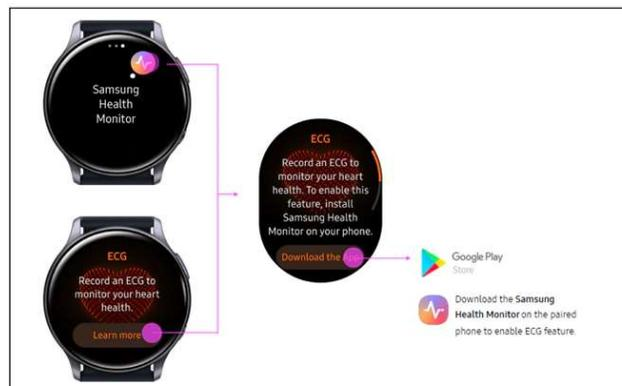 Samsung
Health
Monitor
ECG
Record an ECG to
monitor your heart
health.
Learn more
ECG
Record an ECG to
monitor your heart
health. To enable this
feature, install
Samsung Health
Monitor on your phone.
Download the App
Google Play
Store
Download the Samsung
Health Monitor on the paired
phone to enable ECG feature.